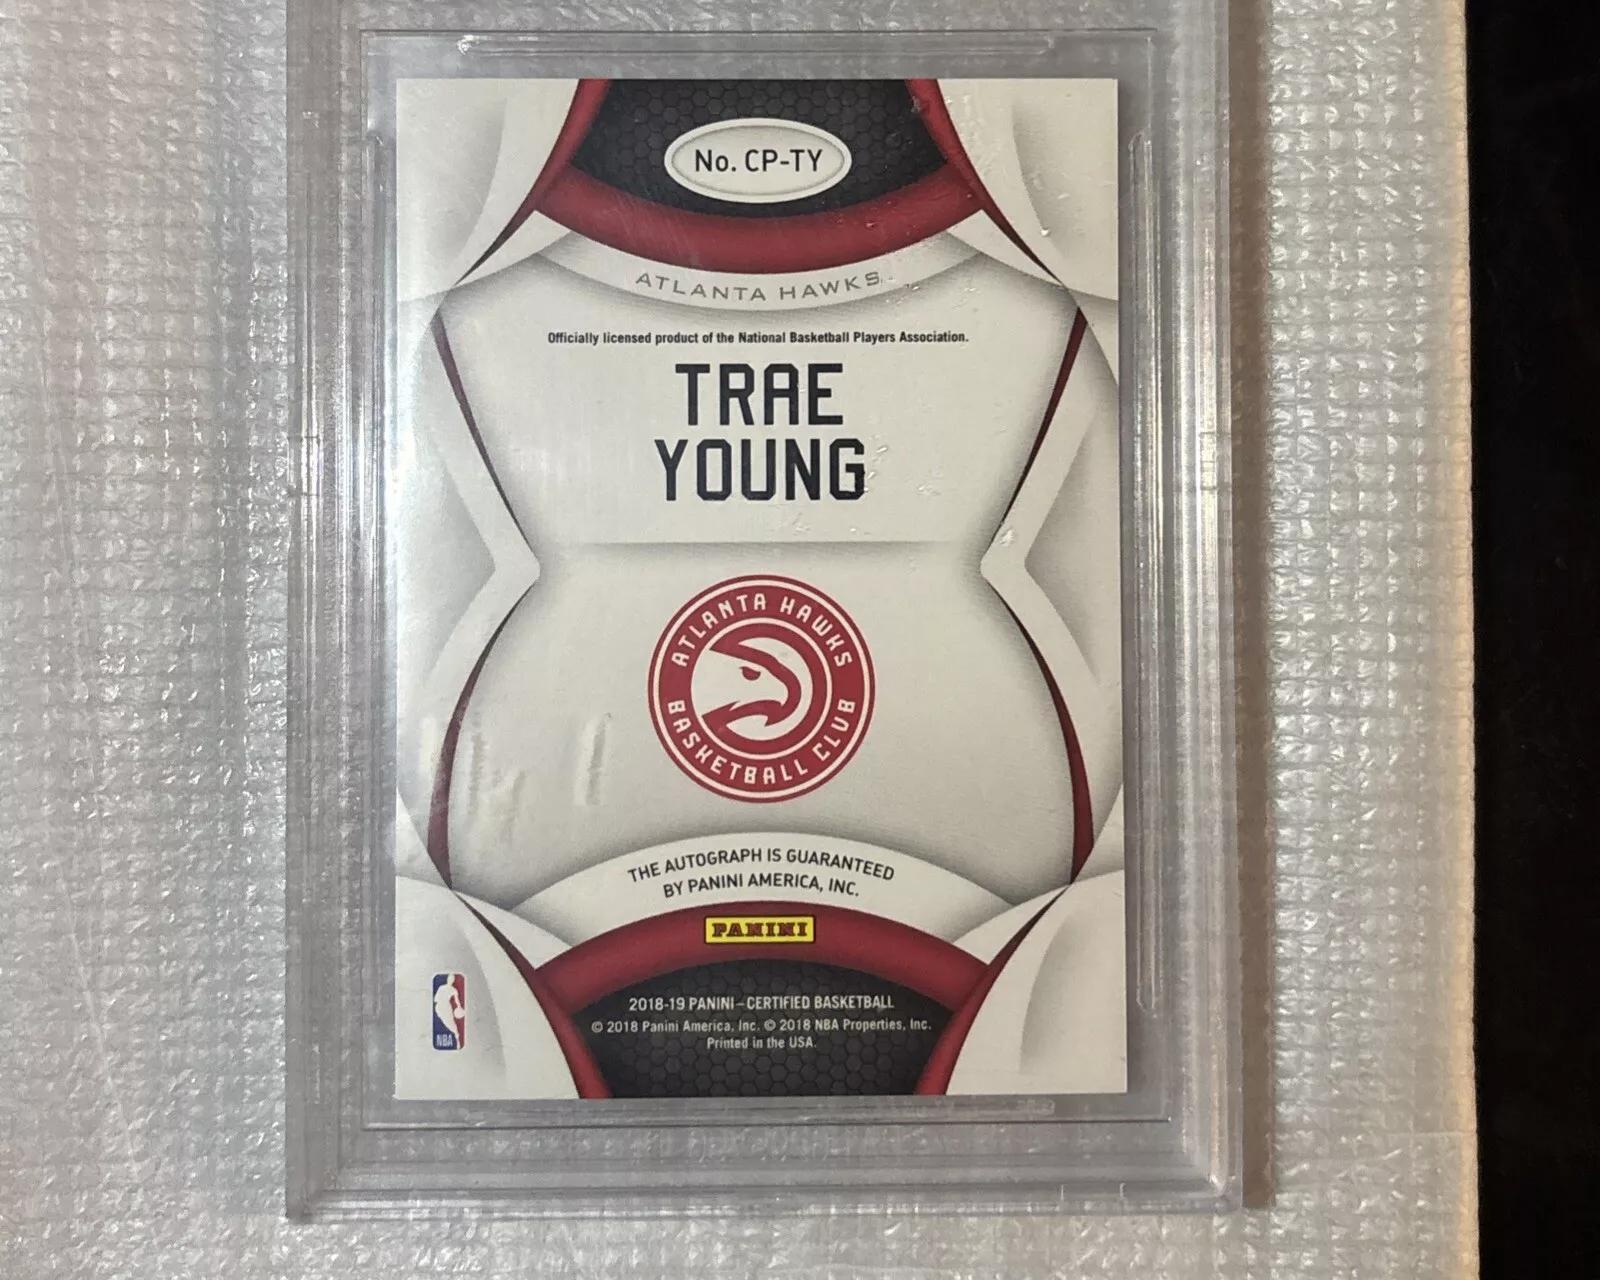 No. CP-TY
ATLANTA HAWKS
Officially licensed product of the National Basketball Players Association.
TRAE
YOUNG
ATLANTA HAWKS
BASKETBALL CLUB
THE AUTOGRAPH IS GUARANTEED
BY PANINI AMERICA, INC.
PANINI
2018-19 PANINI – CERTIFIED BASKETBALL
© 2018 Panini America, Inc. © 2018 NBA Properties, Inc.
Printed in the USA.
NBA